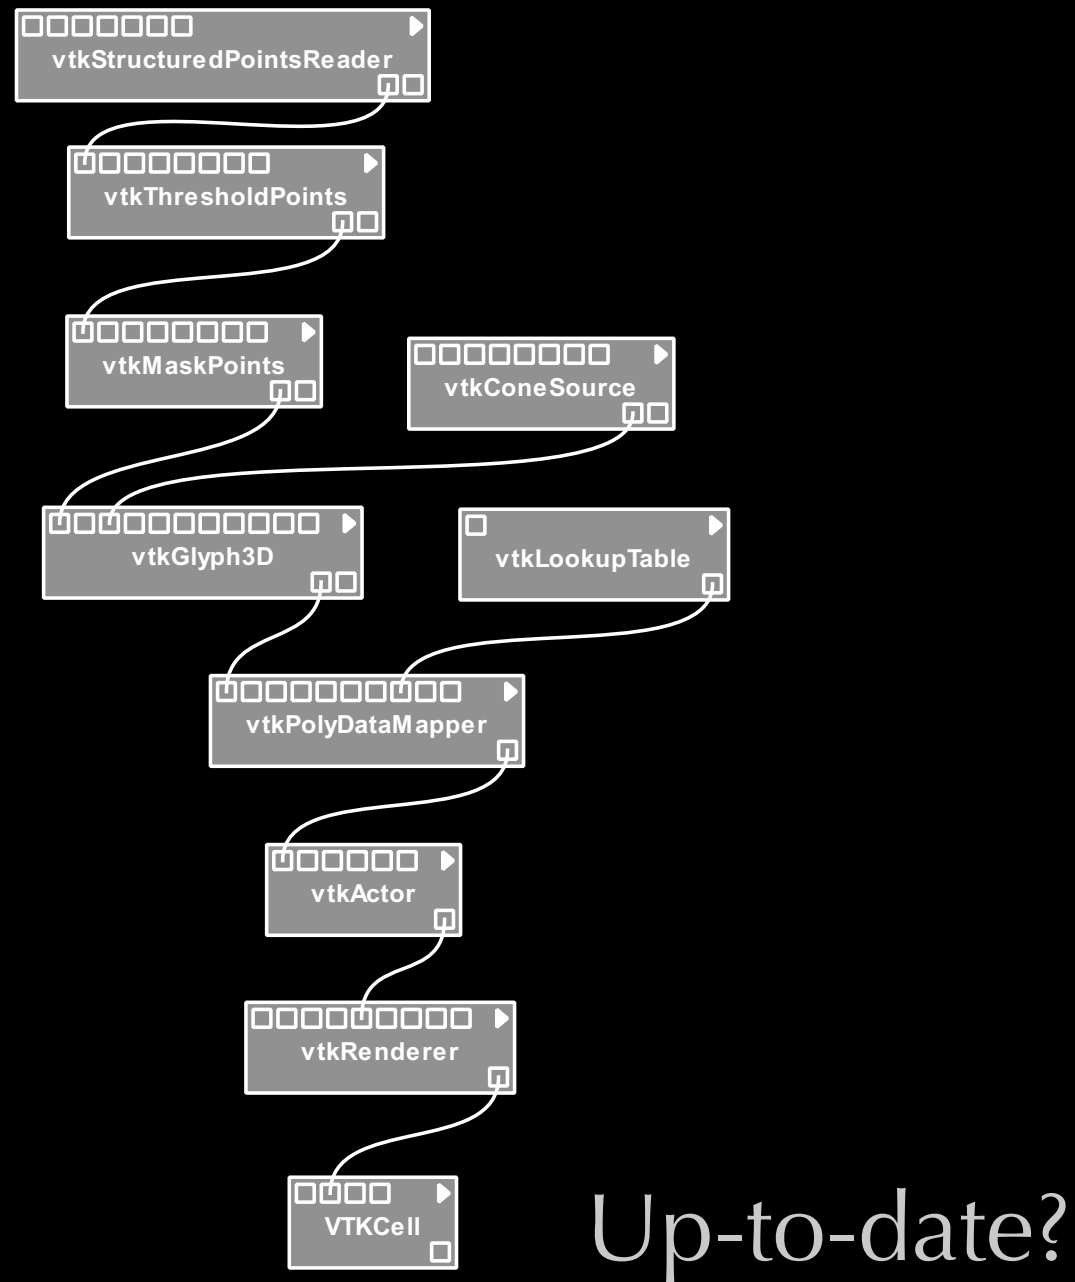 vtkStructuredPointsReader
vtkThresholdPoints
vtkMaskPoints
vtkConeSource
vtkGlyph3D
vtkLookupTable
vtkPolyDataMapper
vtkActor
vtkRenderer
VTKCell
Up-to-date?